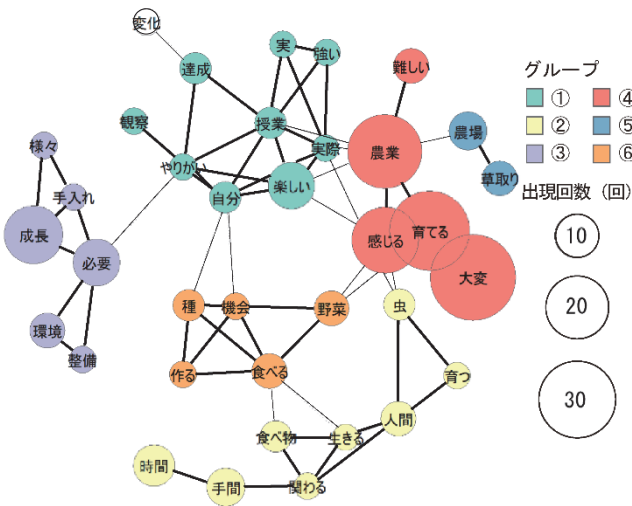 変化
実
強い
達成
難しい
グループ
① ④
② ⑤
③ ⑥
観察
授業
農場
様々
実際
農業
やりがい
草取り
手入れ
自分
楽しい
出現回数（回）
成長
必要
感じる
育てる
10
大変
種
機会
野菜
虫
20
環境
整備
作る
食べる
育つ
30
人間
食べ物
生きる
時間
手間
関わる